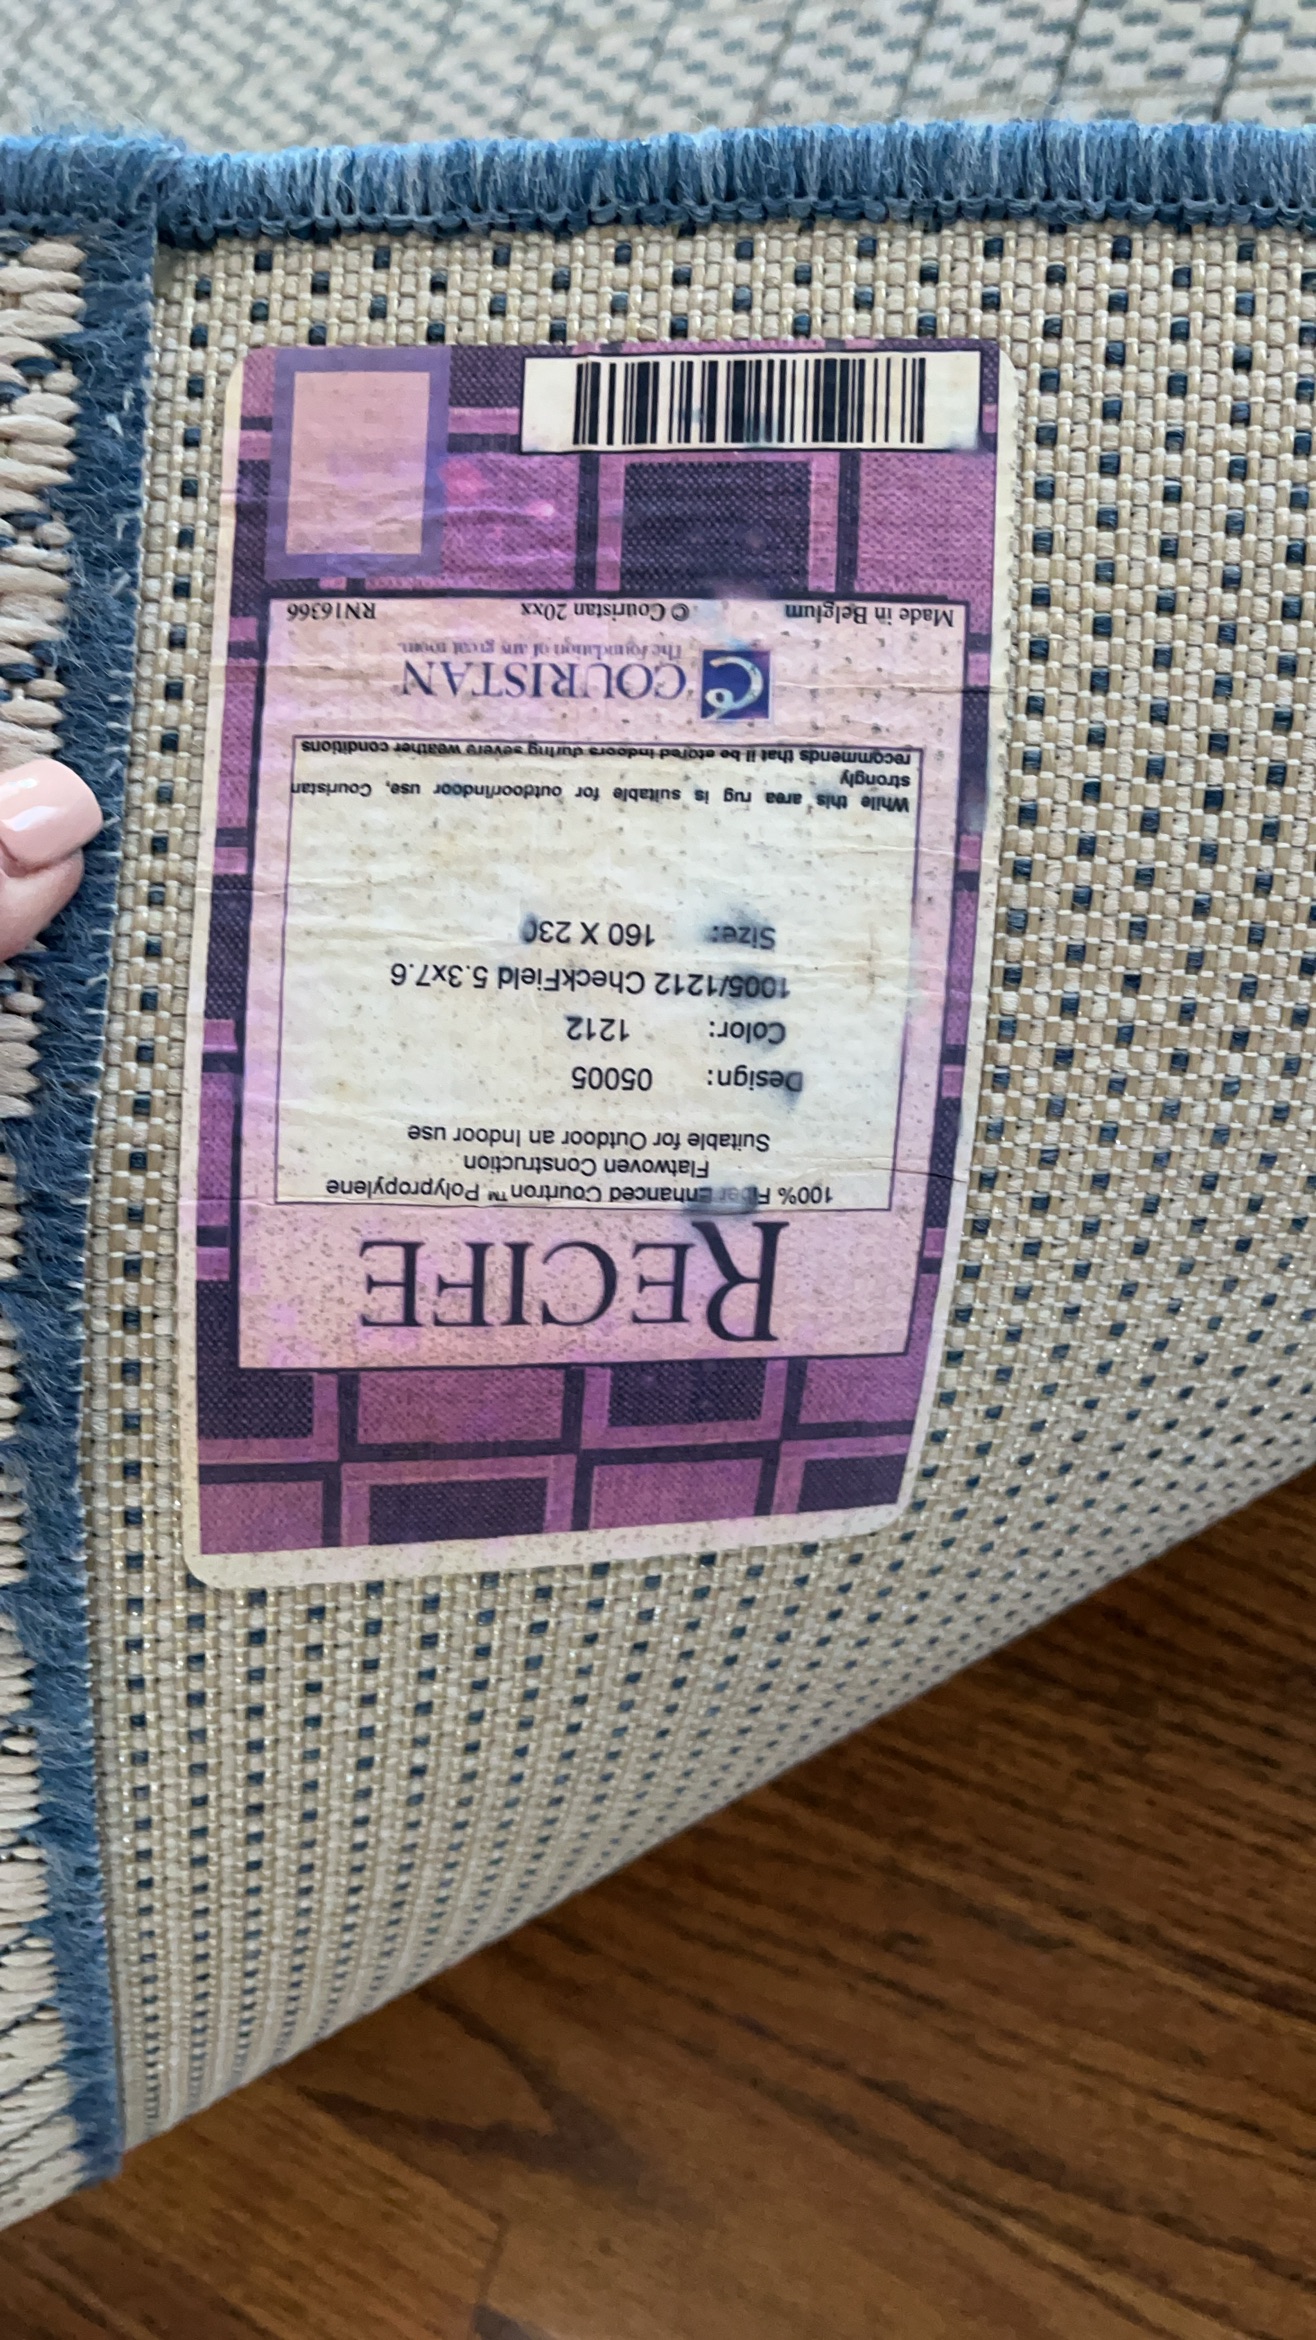 RECIFE
100% Fiber Enhanced Courtron™ Polypropylene
Flatwoven Construction
Suitable for Outdoor an Indoor use
Design: 05005
Color: 1212
1005/1212 CheckField 5.3x7.6
Size: 160 X 230
While this area rug is suitable for outdoor/indoor use, Couristan
strongly
recommends that it be stored indoors during severe weather conditions
COURISTAN
The foundation of any great room.
Made in Belgium © Couristan 20xx RN16366